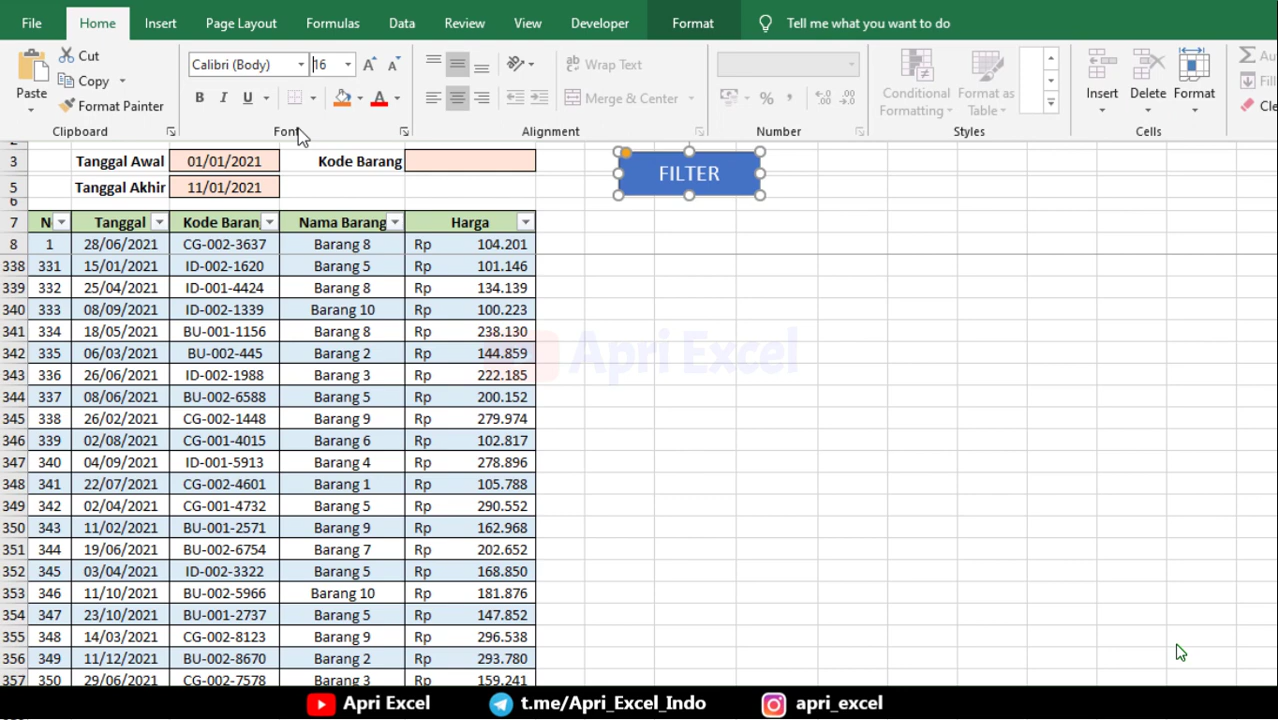 File Home Insert Page Layout Formulas Data Review View Developer Format Tell me what you want to do
Cut
Copy
Format Painter
Paste
Calibri (Body) 16
B I U
Wrap Text
Merge & Center
Conditional Formatting
Format as Table
Insert Delete Format
Σ Au
Fil
Cle
Clipboard Font Alignment Number Styles Cells
3 Tanggal Awal 01/01/2021 Kode Barang FILTER
5 Tanggal Akhir 11/01/2021
6
7 N Tanggal Kode Baran Nama Barang Harga
8 1 28/06/2021 CG-002-3637 Barang 8 Rp 104.201
338 331 15/01/2021 ID-002-1620 Barang 5 Rp 101.146
339 332 25/04/2021 ID-001-4424 Barang 8 Rp 134.139
340 333 08/09/2021 ID-002-1339 Barang 10 Rp 100.223
341 334 18/05/2021 BU-001-1156 Barang 8 Rp 238.130
342 335 06/03/2021 BU-002-445 Barang 2 Rp 144.859
343 336 26/06/2021 ID-002-1988 Barang 3 Rp 222.185
344 337 08/06/2021 BU-002-6588 Barang 5 Rp 200.152
345 338 26/02/2021 CG-002-1448 Barang 9 Rp 279.974
346 339 02/08/2021 CG-001-4015 Barang 6 Rp 102.817
347 340 04/09/2021 ID-001-5913 Barang 4 Rp 278.896
348 341 22/07/2021 CG-002-4601 Barang 1 Rp 105.788
349 342 02/04/2021 CG-001-4732 Barang 5 Rp 290.552
350 343 11/02/2021 BU-001-2571 Barang 9 Rp 162.968
351 344 19/06/2021 BU-002-6754 Barang 7 Rp 202.652
352 345 03/04/2021 ID-002-3322 Barang 5 Rp 168.850
353 346 11/10/2021 BU-002-5966 Barang 10 Rp 181.876
354 347 23/10/2021 BU-001-2737 Barang 5 Rp 147.852
355 348 14/03/2021 CG-002-8123 Barang 9 Rp 296.538
356 349 11/12/2021 BU-002-8670 Barang 2 Rp 293.780
357 350 29/06/2021 CG-002-7578 Barang 3 Rp 159.241
Apri Excel
Apri Excel t.me/Apri_Excel_Indo apri_excel